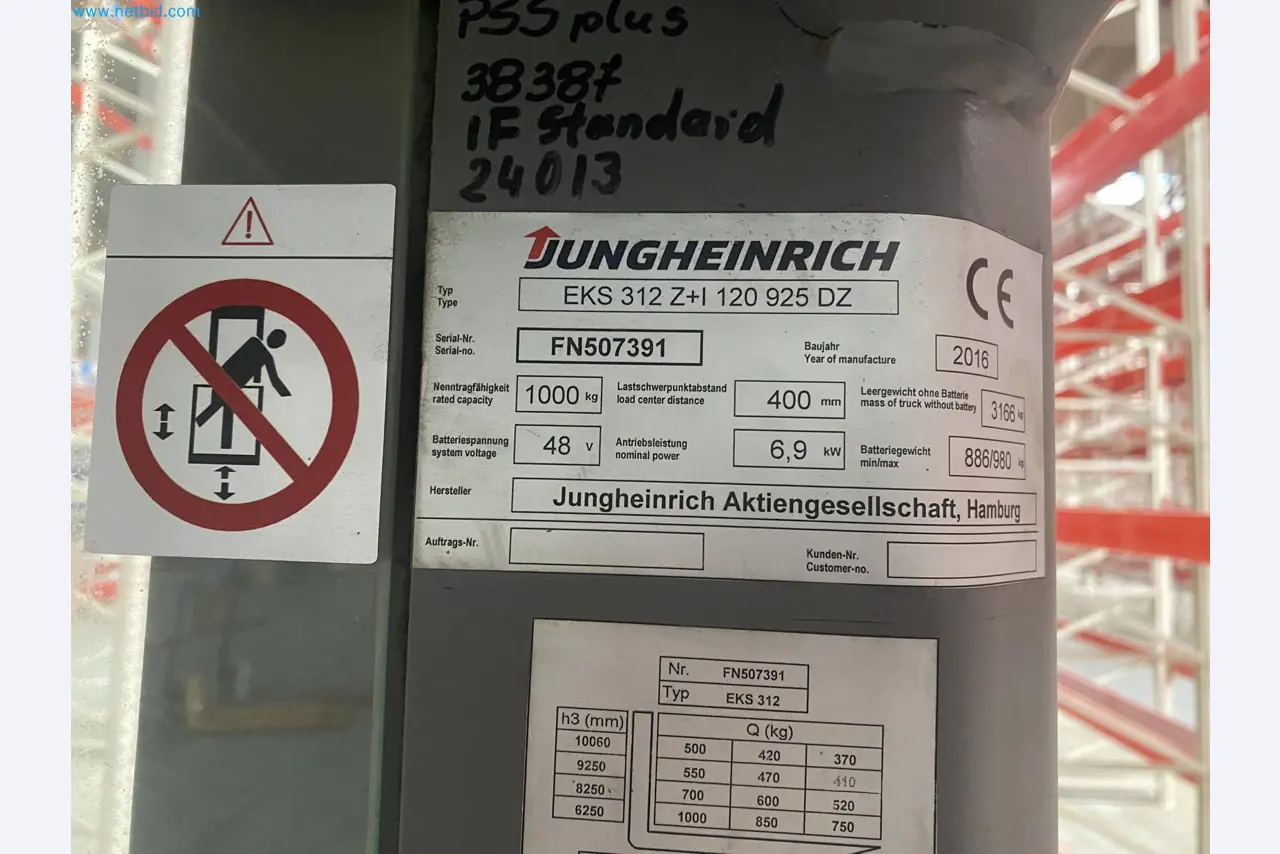 www.netbid.com
PSS plus
38387
IF Standard
24013
JUNGHEINRICH
CE
Typ
Type
EKS 312 Z+I 120 925 DZ
Serial-Nr.
Serial-no.
FN507391
Baujahr
Year of manufacture
2016
Nenntragfähigkeit
rated capacity
1000 kg
Lastschwerpunktabstand
load center distance
400 mm
Leergewicht ohne Batterie
mass of truck without battery
3166 kg
Batteriespannung
system voltage
48 V
Antriebsleistung
nominal power
6,9 kW
Batteriegewicht
min/max
886/980 kg
Hersteller
Jungheinrich Aktiengesellschaft, Hamburg
Auftrags-Nr.
Kunden-Nr.
Customer-no.
Nr. FN507391
Typ EKS 312
h3 (mm) Q (kg)
10060 500 420 370
9250 550 470 410
8250 700 600 520
6250 1000 850 750